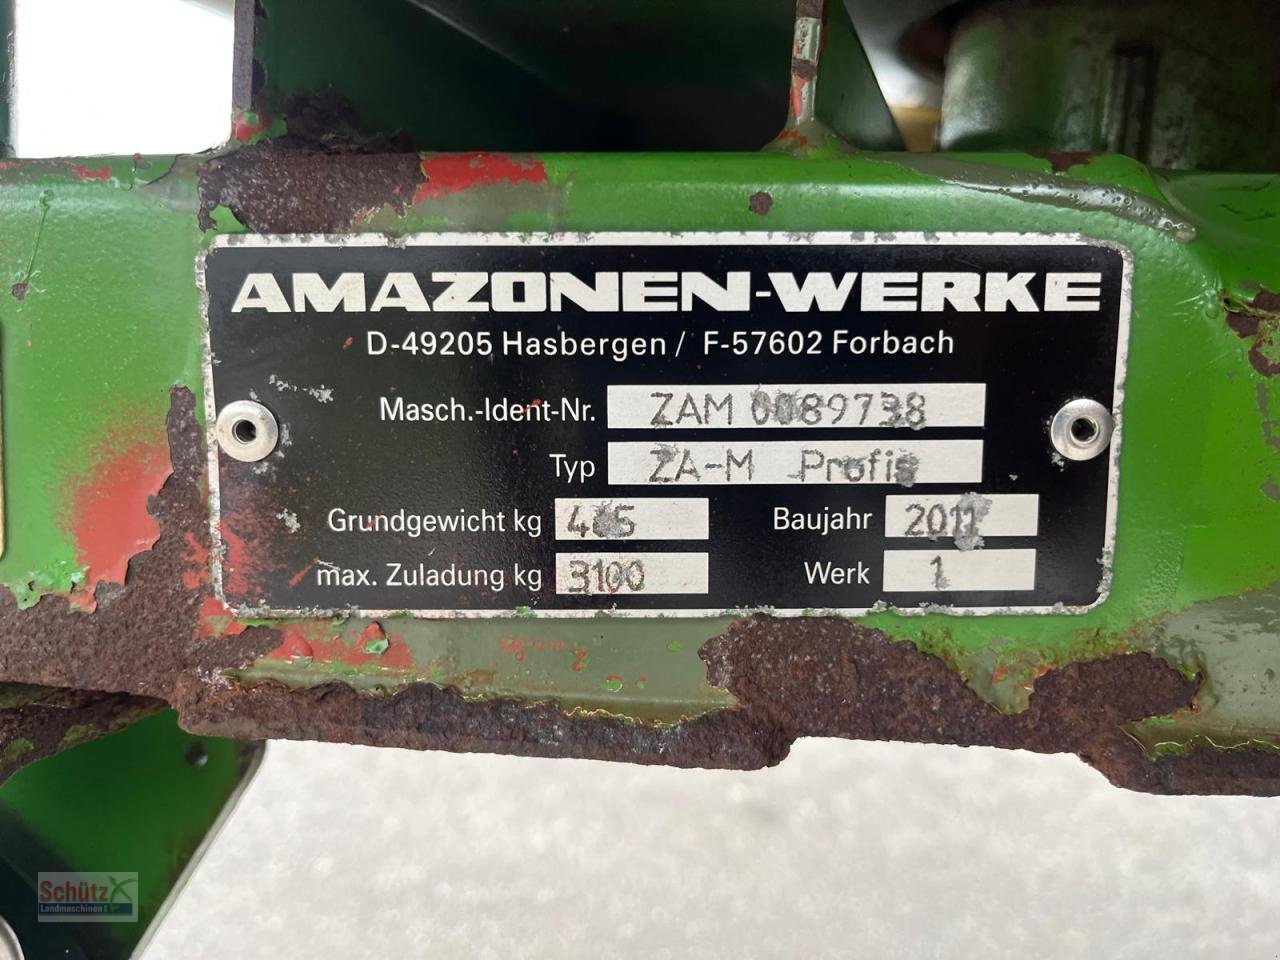 AMAZONEN-WERKE
D-49205 Hasbergen / F-57602 Forbach
Masch.-Ident-Nr. ZAM 0089738
Typ ZA-M Profis
Grundgewicht kg
Baujahr 2011
max. Zuladung kg 3100
Werk 1
Schütz
Landmaschinen